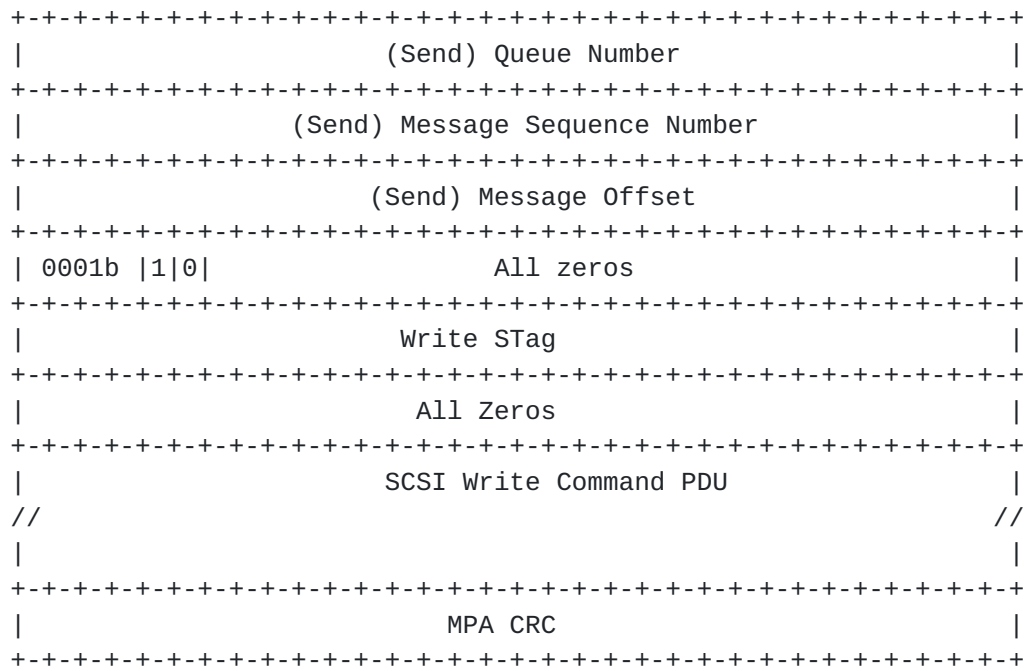 +-+-+-+-+-+-+-+-+-+-+-+-+-+-+-+-+-+-+-+-+-+-+-+-+-+-+-+-+-+-+-+-+-+
|                       (Send) Queue Number                     |
+-+-+-+-+-+-+-+-+-+-+-+-+-+-+-+-+-+-+-+-+-+-+-+-+-+-+-+-+-+-+-+-+-+
|                 (Send) Message Sequence Number                |
+-+-+-+-+-+-+-+-+-+-+-+-+-+-+-+-+-+-+-+-+-+-+-+-+-+-+-+-+-+-+-+-+-+
|                      (Send) Message Offset                    |
+-+-+-+-+-+-+-+-+-+-+-+-+-+-+-+-+-+-+-+-+-+-+-+-+-+-+-+-+-+-+-+-+-+
| 0001b |1|0|                  All zeros                        |
+-+-+-+-+-+-+-+-+-+-+-+-+-+-+-+-+-+-+-+-+-+-+-+-+-+-+-+-+-+-+-+-+-+
|                        Write STag                             |
+-+-+-+-+-+-+-+-+-+-+-+-+-+-+-+-+-+-+-+-+-+-+-+-+-+-+-+-+-+-+-+-+-+
|                         All Zeros                             |
+-+-+-+-+-+-+-+-+-+-+-+-+-+-+-+-+-+-+-+-+-+-+-+-+-+-+-+-+-+-+-+-+-+
|                       SCSI Write Command PDU                  |
//                                                             //
|                                                               |
+-+-+-+-+-+-+-+-+-+-+-+-+-+-+-+-+-+-+-+-+-+-+-+-+-+-+-+-+-+-+-+-+-+
|                           MPA CRC                             |
+-+-+-+-+-+-+-+-+-+-+-+-+-+-+-+-+-+-+-+-+-+-+-+-+-+-+-+-+-+-+-+-+-+